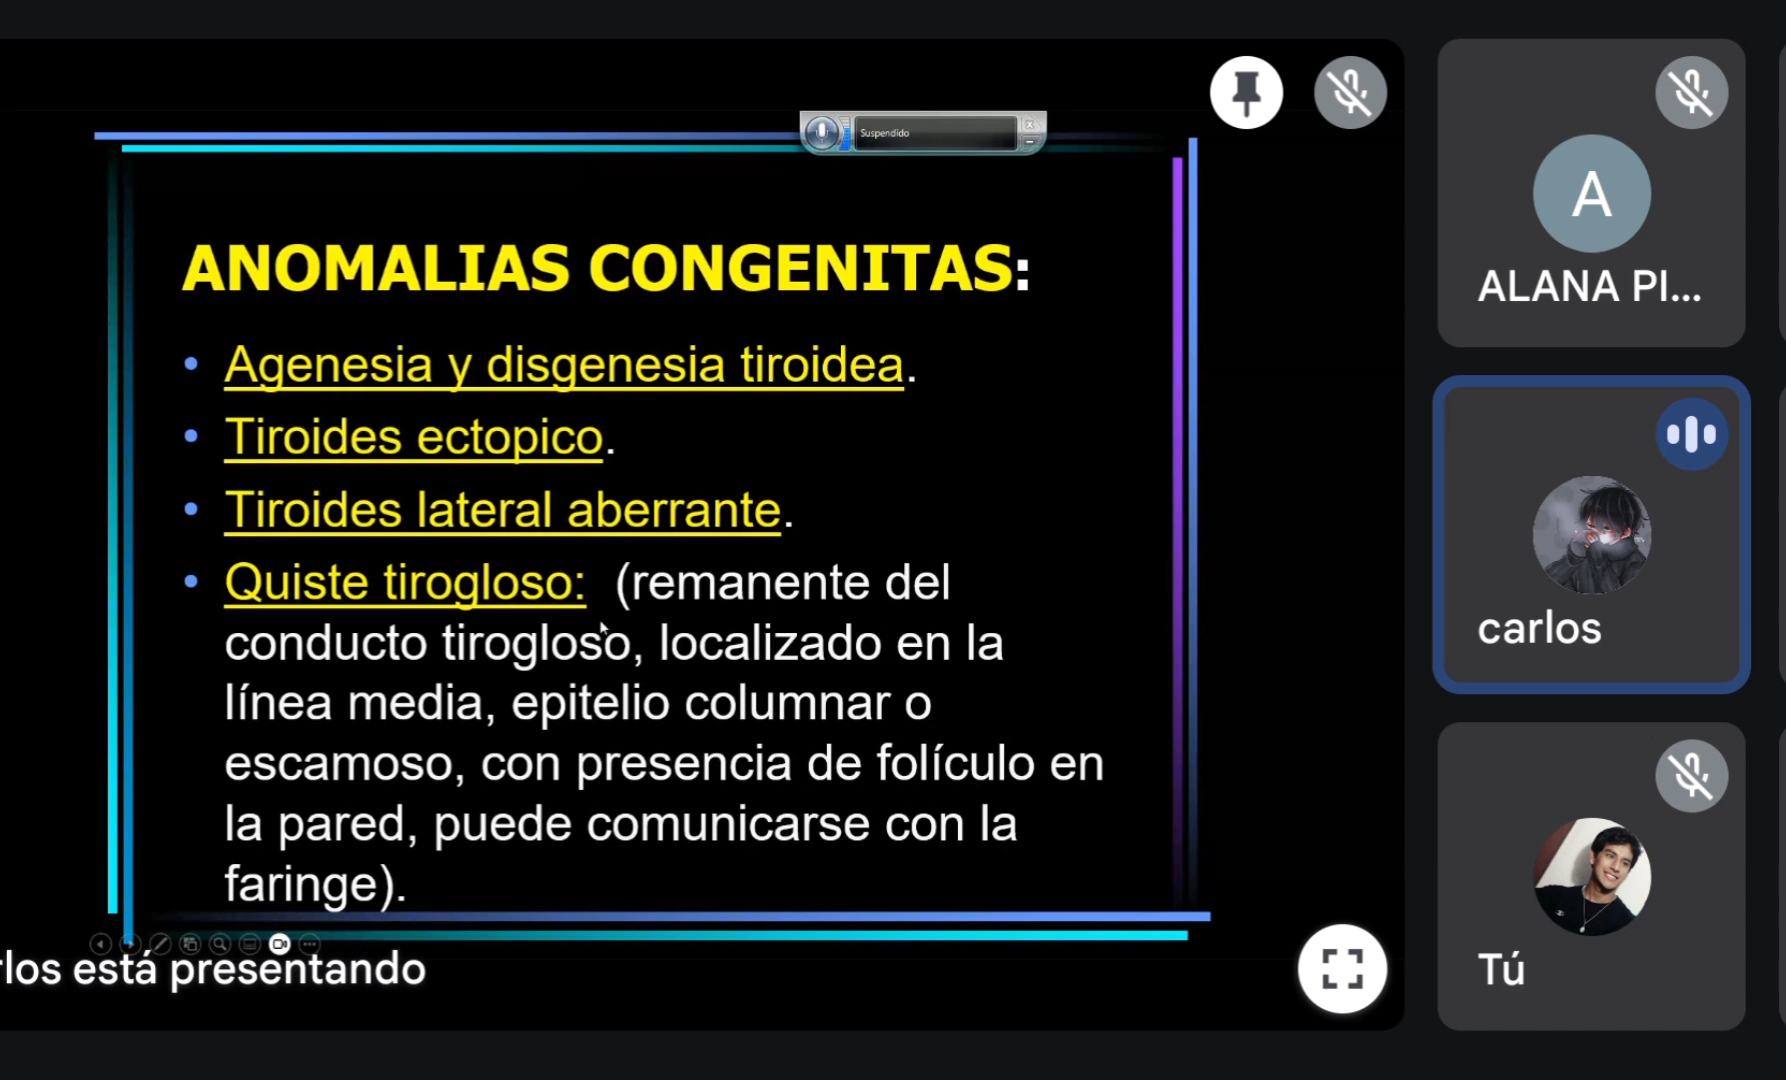 Suspendido
ANOMALIAS CONGENITAS:
• Agenesia y disgenesia tiroidea.
• Tiroides ectopico.
• Tiroides lateral aberrante.
• Quiste tirogloso: (remanente del
conducto tirogloso, localizado en la
línea media, epitelio columnar o
escamoso, con presencia de folículo en
la pared, puede comunicarse con la
faringe).
rlos está presentando
A
ALANA PI...
carlos
Tú